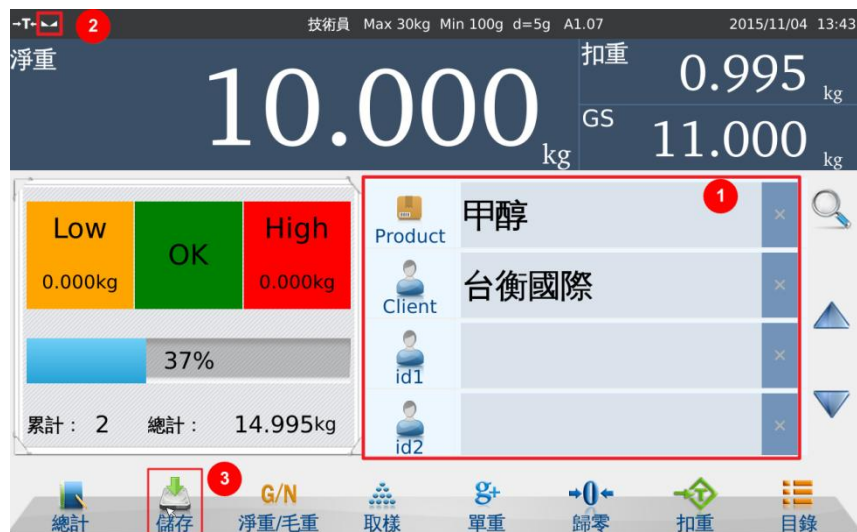 →T← 2 技術員 Max 30kg Min 100g d=5g A1.07 2015/11/04 13:43
淨重 10.000 kg
扣重 0.995 kg
GS 11.000 kg
Low 0.000kg
OK
High 0.000kg
37%
累計： 2 總計： 14.995kg
Product 甲醇 1 ×
Client 台衡國際 ×
id1 ×
id2 ×
3
總計 儲存 G/N 淨重/毛重 取樣 g+ 單重 →0← 歸零 T 扣重 目錄